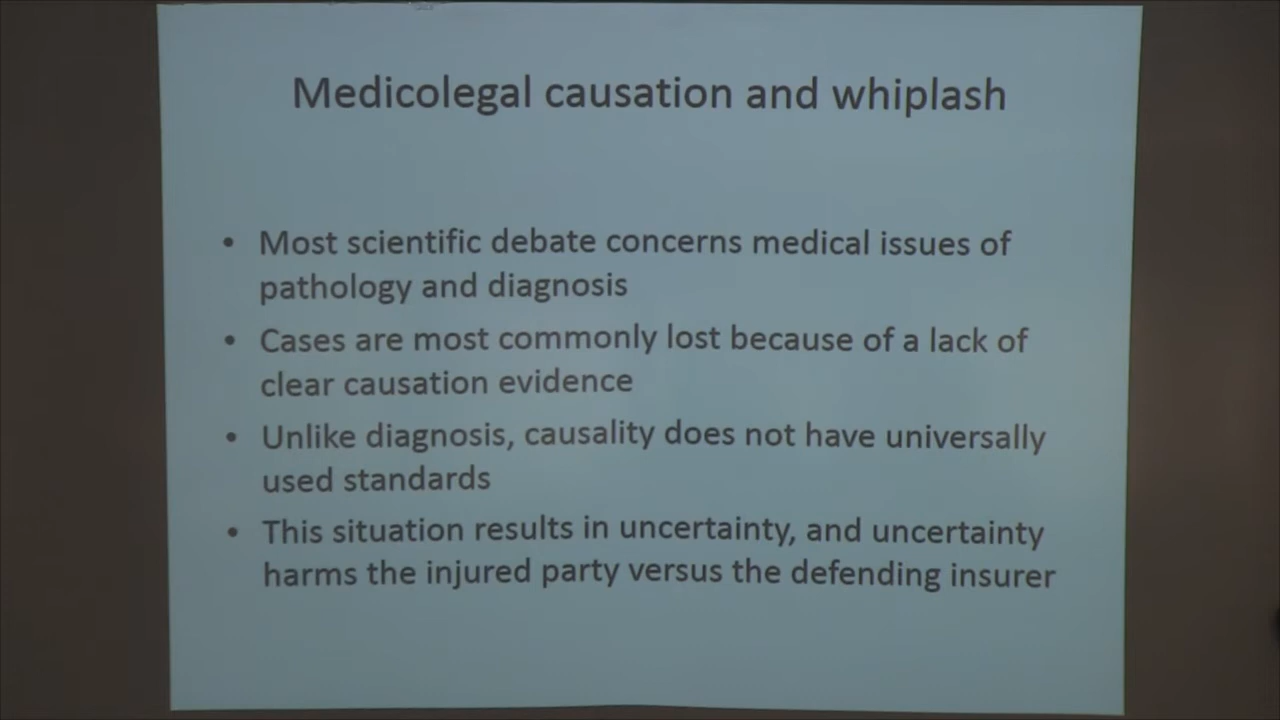 Medicolegal causation and whiplash
• Most scientific debate concerns medical issues of
pathology and diagnosis
• Cases are most commonly lost because of a lack of
clear causation evidence
• Unlike diagnosis, causality does not have universally
used standards
• This situation results in uncertainty, and uncertainty
harms the injured party versus the defending insurer